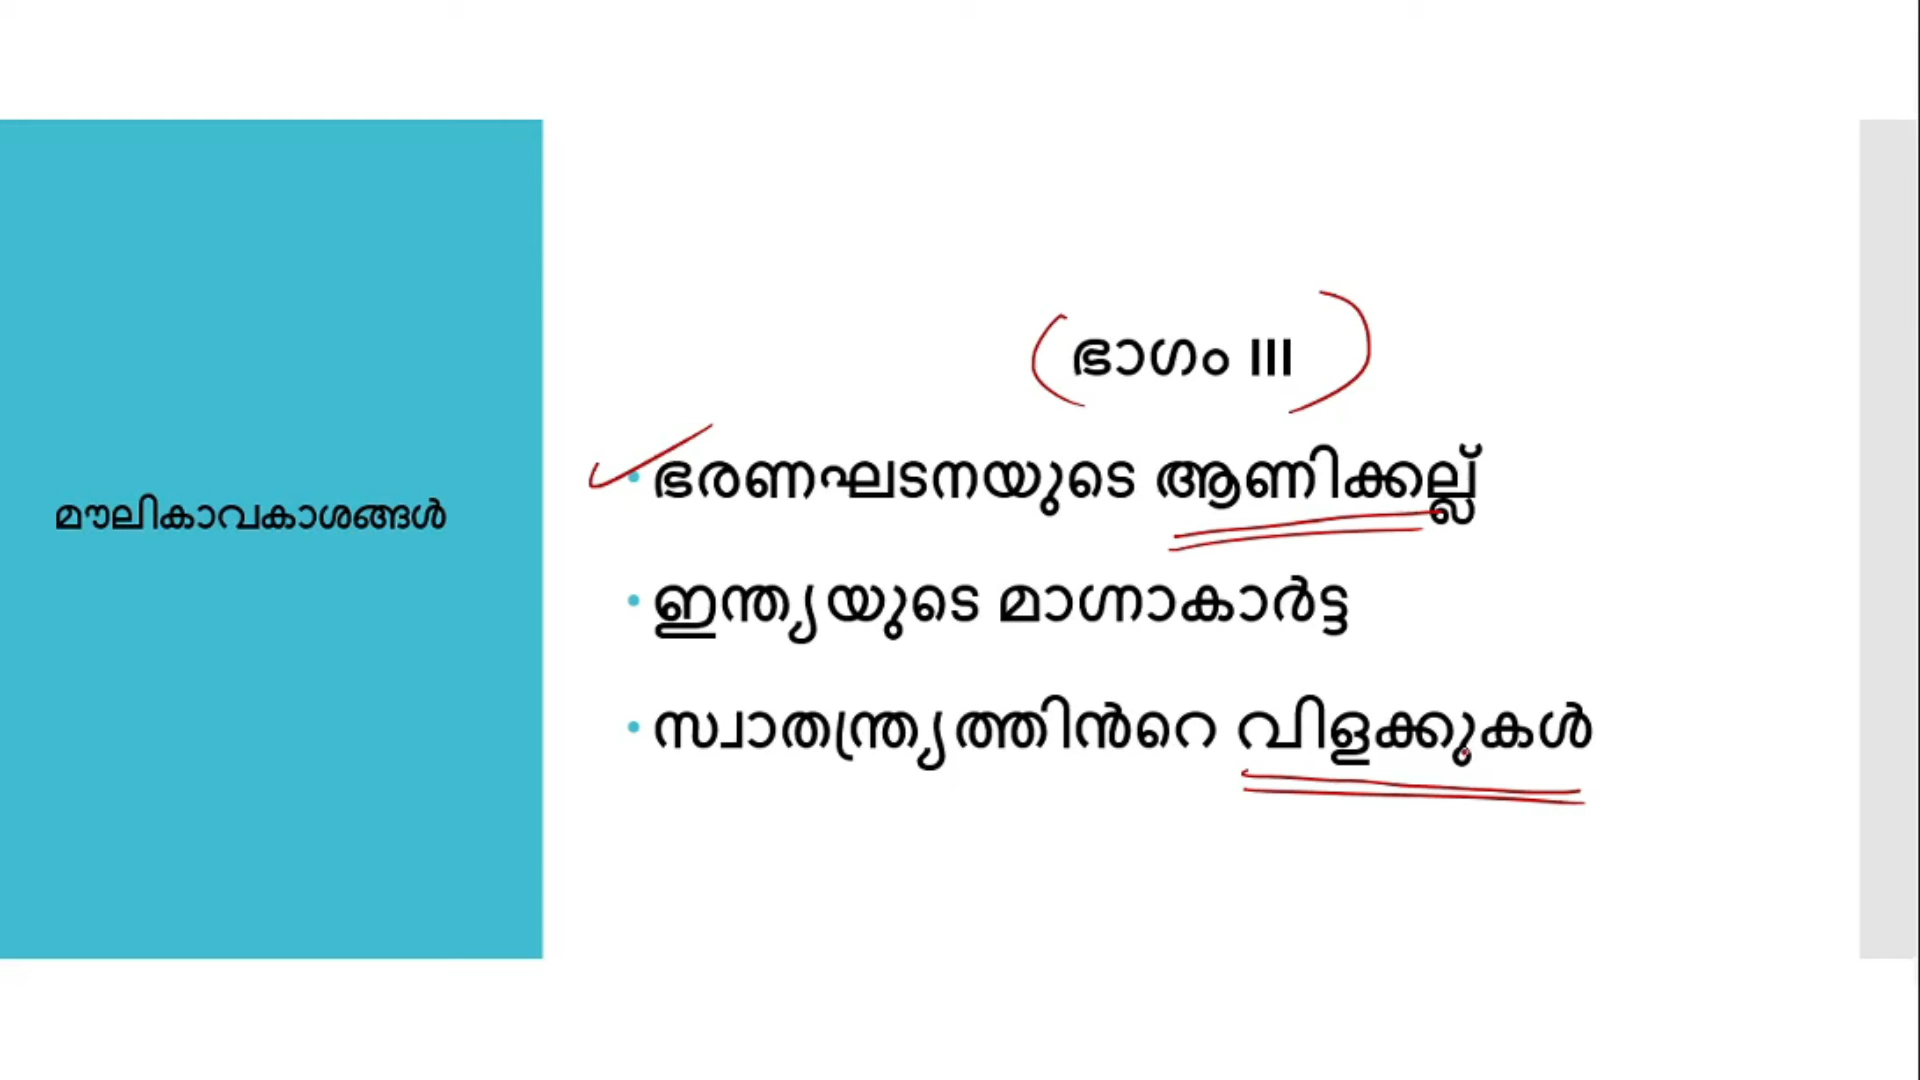 മൗലികാവകാശങ്ങൾ
ഭാഗം III
• ഭരണഘടനയുടെ ആണിക്കല്ല്
• ഇന്ത്യയുടെ മാഗ്നാകാർട്ട
• സ്വാതന്ത്ര്യത്തിൻറെ വിളക്കുകൾ